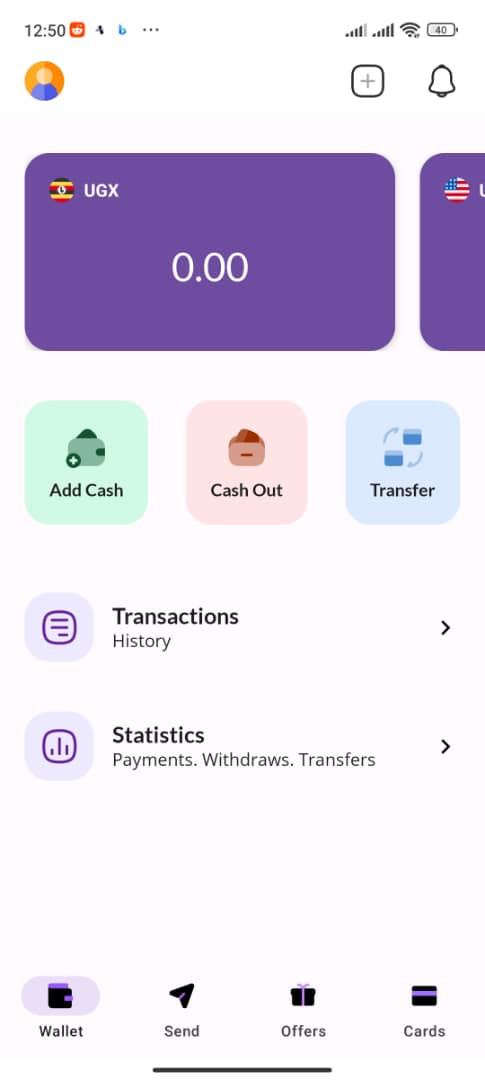 12:50
40
UGX
0.00
Add Cash
Cash Out
Transfer
Transactions
History
Statistics
Payments. Withdraws. Transfers
Wallet
Send
Offers
Cards